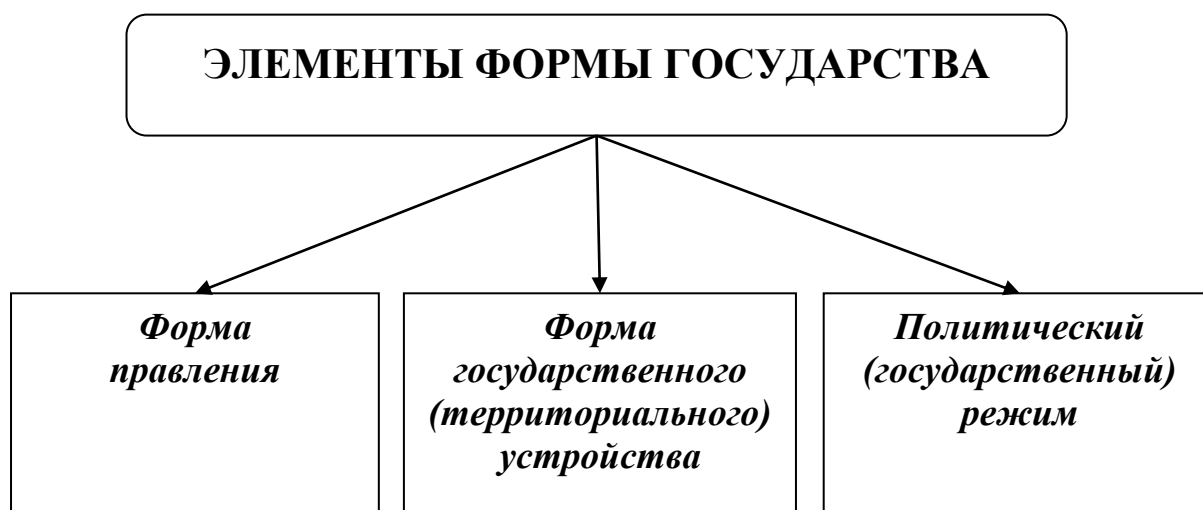 ЭЛЕМЕНТЫ ФОРМЫ ГОСУДАРСТВА
Форма
правления
Форма
государственного
(территориального)
устройства
Политический
(государственный)
режим